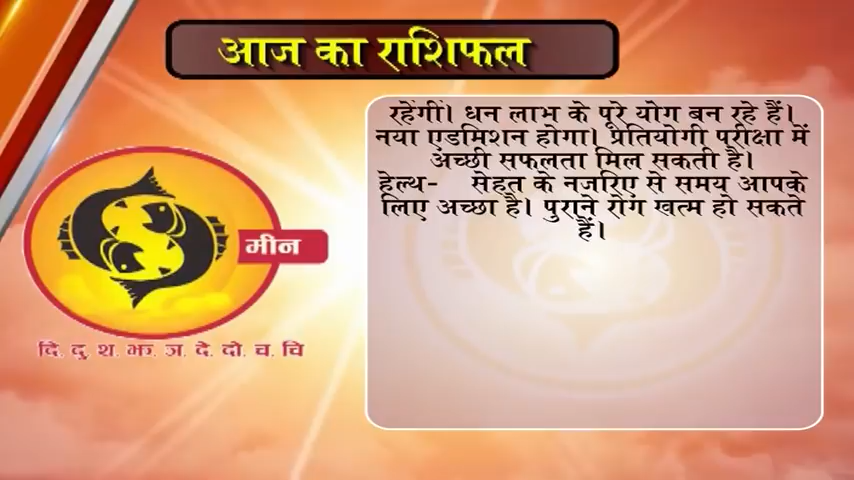 आज का राशिफल
रहेंगीं। धन लाभ के पूरे योग बन रहे हैं।
नया एडमिशन होगा। प्रतियोगी परीक्षा में
अच्छी सफलता मिल सकती है।
हेल्थ- सेहत के नजरिए से समय आपके
लिए अच्छा है। पुराने रोग खत्म हो सकते
हैं।
मीन
दि. दु. श. झ. ञ. दे. दो. च. चि